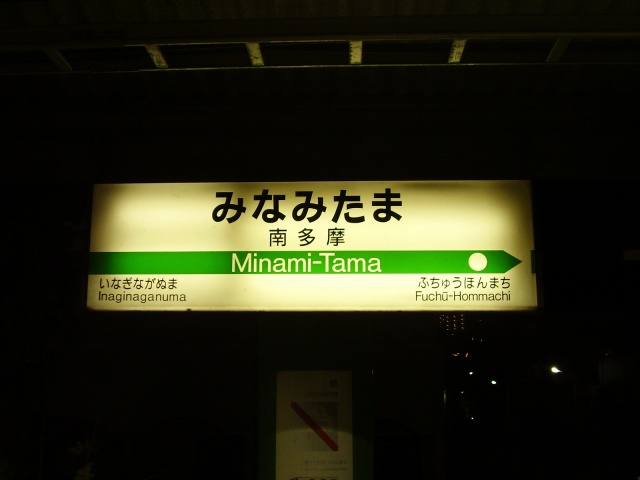 みなみたま
南多摩
Minami-Tama
いなぎながぬま
Inaginaganuma
ふちゅうほんまち
Fuchū-Hommachi